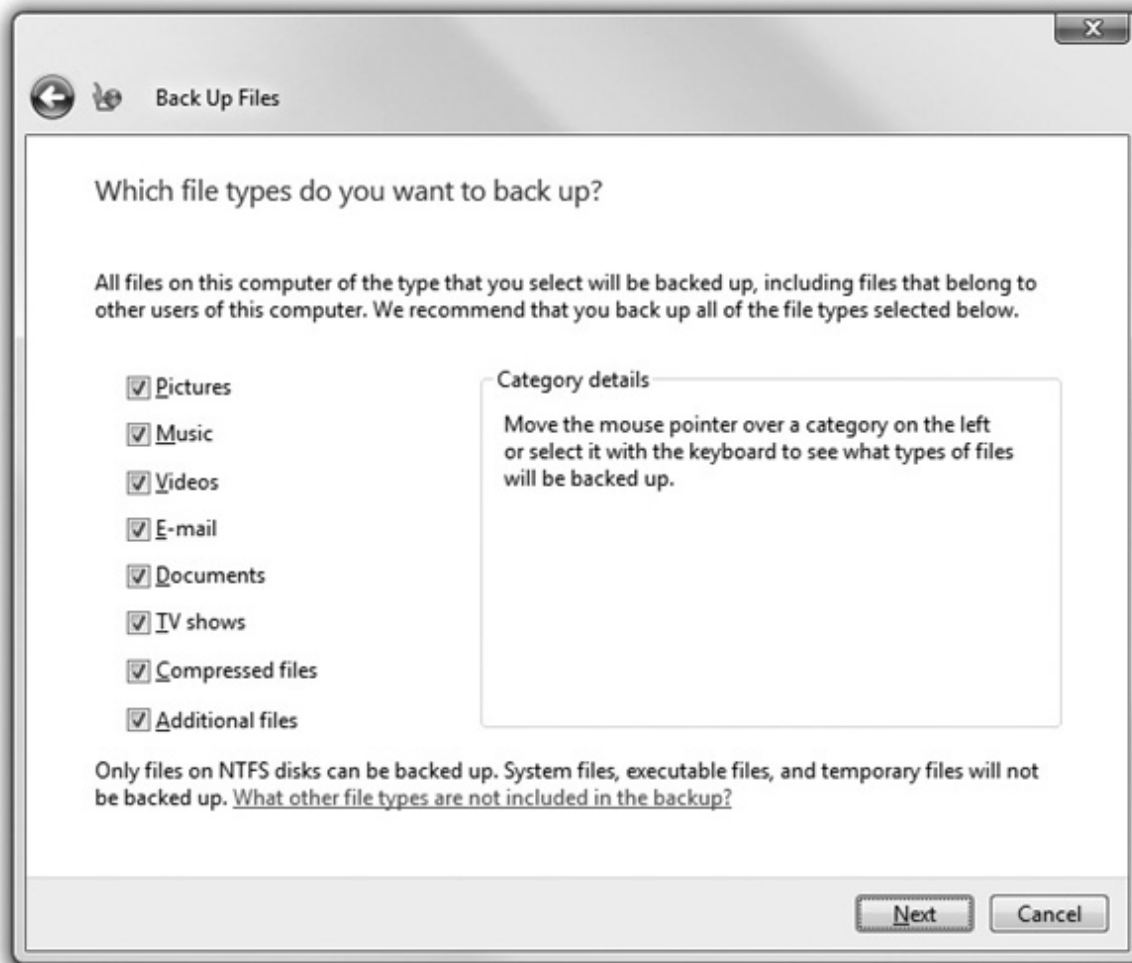 Back Up Files
Which file types do you want to back up?
All files on this computer of the type that you select will be backed up, including files that belong to
other users of this computer. We recommend that you back up all of the file types selected below.
Pictures
Music
Videos
E-mail
Documents
TV shows
Compressed files
Additional files
Category details
Move the mouse pointer over a category on the left
or select it with the keyboard to see what types of files
will be backed up.
Only files on NTFS disks can be backed up. System files, executable files, and temporary files will not
be backed up. What other file types are not included in the backup?
Next
Cancel